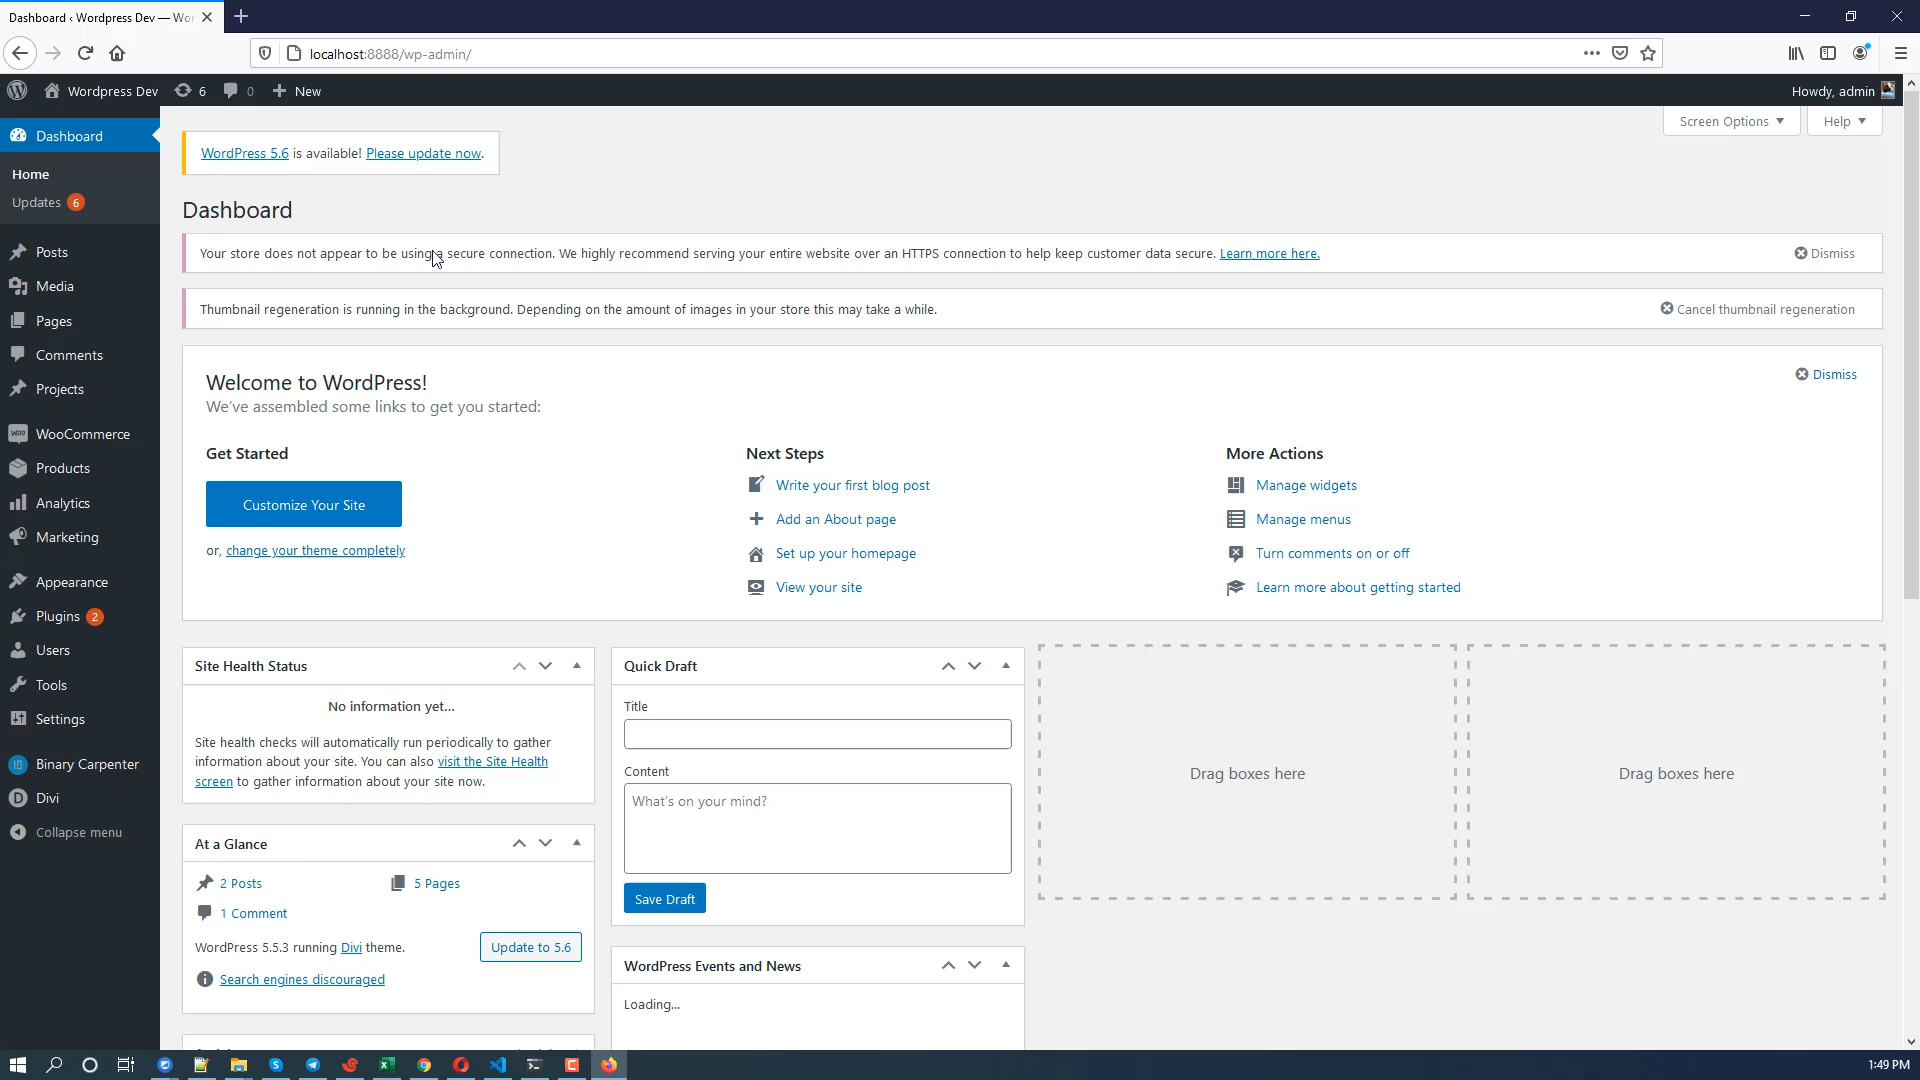 Dashboard ‹ Wordpress Dev — Wor
localhost:8888/wp-admin/
Wordpress Dev
6
0
New
Howdy, admin
Dashboard
Home
Updates 6
Posts
Media
Pages
Comments
Projects
WooCommerce
Products
Analytics
Marketing
Appearance
Plugins 2
Users
Tools
Settings
Binary Carpenter
Divi
Collapse menu
Screen Options
Help
WordPress 5.6 is available! Please update now.
Dashboard
Your store does not appear to be using a secure connection. We highly recommend serving your entire website over an HTTPS connection to help keep customer data secure. Learn more here.
Dismiss
Thumbnail regeneration is running in the background. Depending on the amount of images in your store this may take a while.
Cancel thumbnail regeneration
Welcome to WordPress!
We've assembled some links to get you started:
Dismiss
Get Started
Customize Your Site
or, change your theme completely
Next Steps
Write your first blog post
Add an About page
Set up your homepage
View your site
More Actions
Manage widgets
Manage menus
Turn comments on or off
Learn more about getting started
Site Health Status
No information yet...
Site health checks will automatically run periodically to gather
information about your site. You can also visit the Site Health
screen to gather information about your site now.
At a Glance
2 Posts
5 Pages
1 Comment
WordPress 5.5.3 running Divi theme.
Update to 5.6
Search engines discouraged
Quick Draft
Title
Content
What's on your mind?
Save Draft
WordPress Events and News
Loading...
Drag boxes here
Drag boxes here
1:49 PM